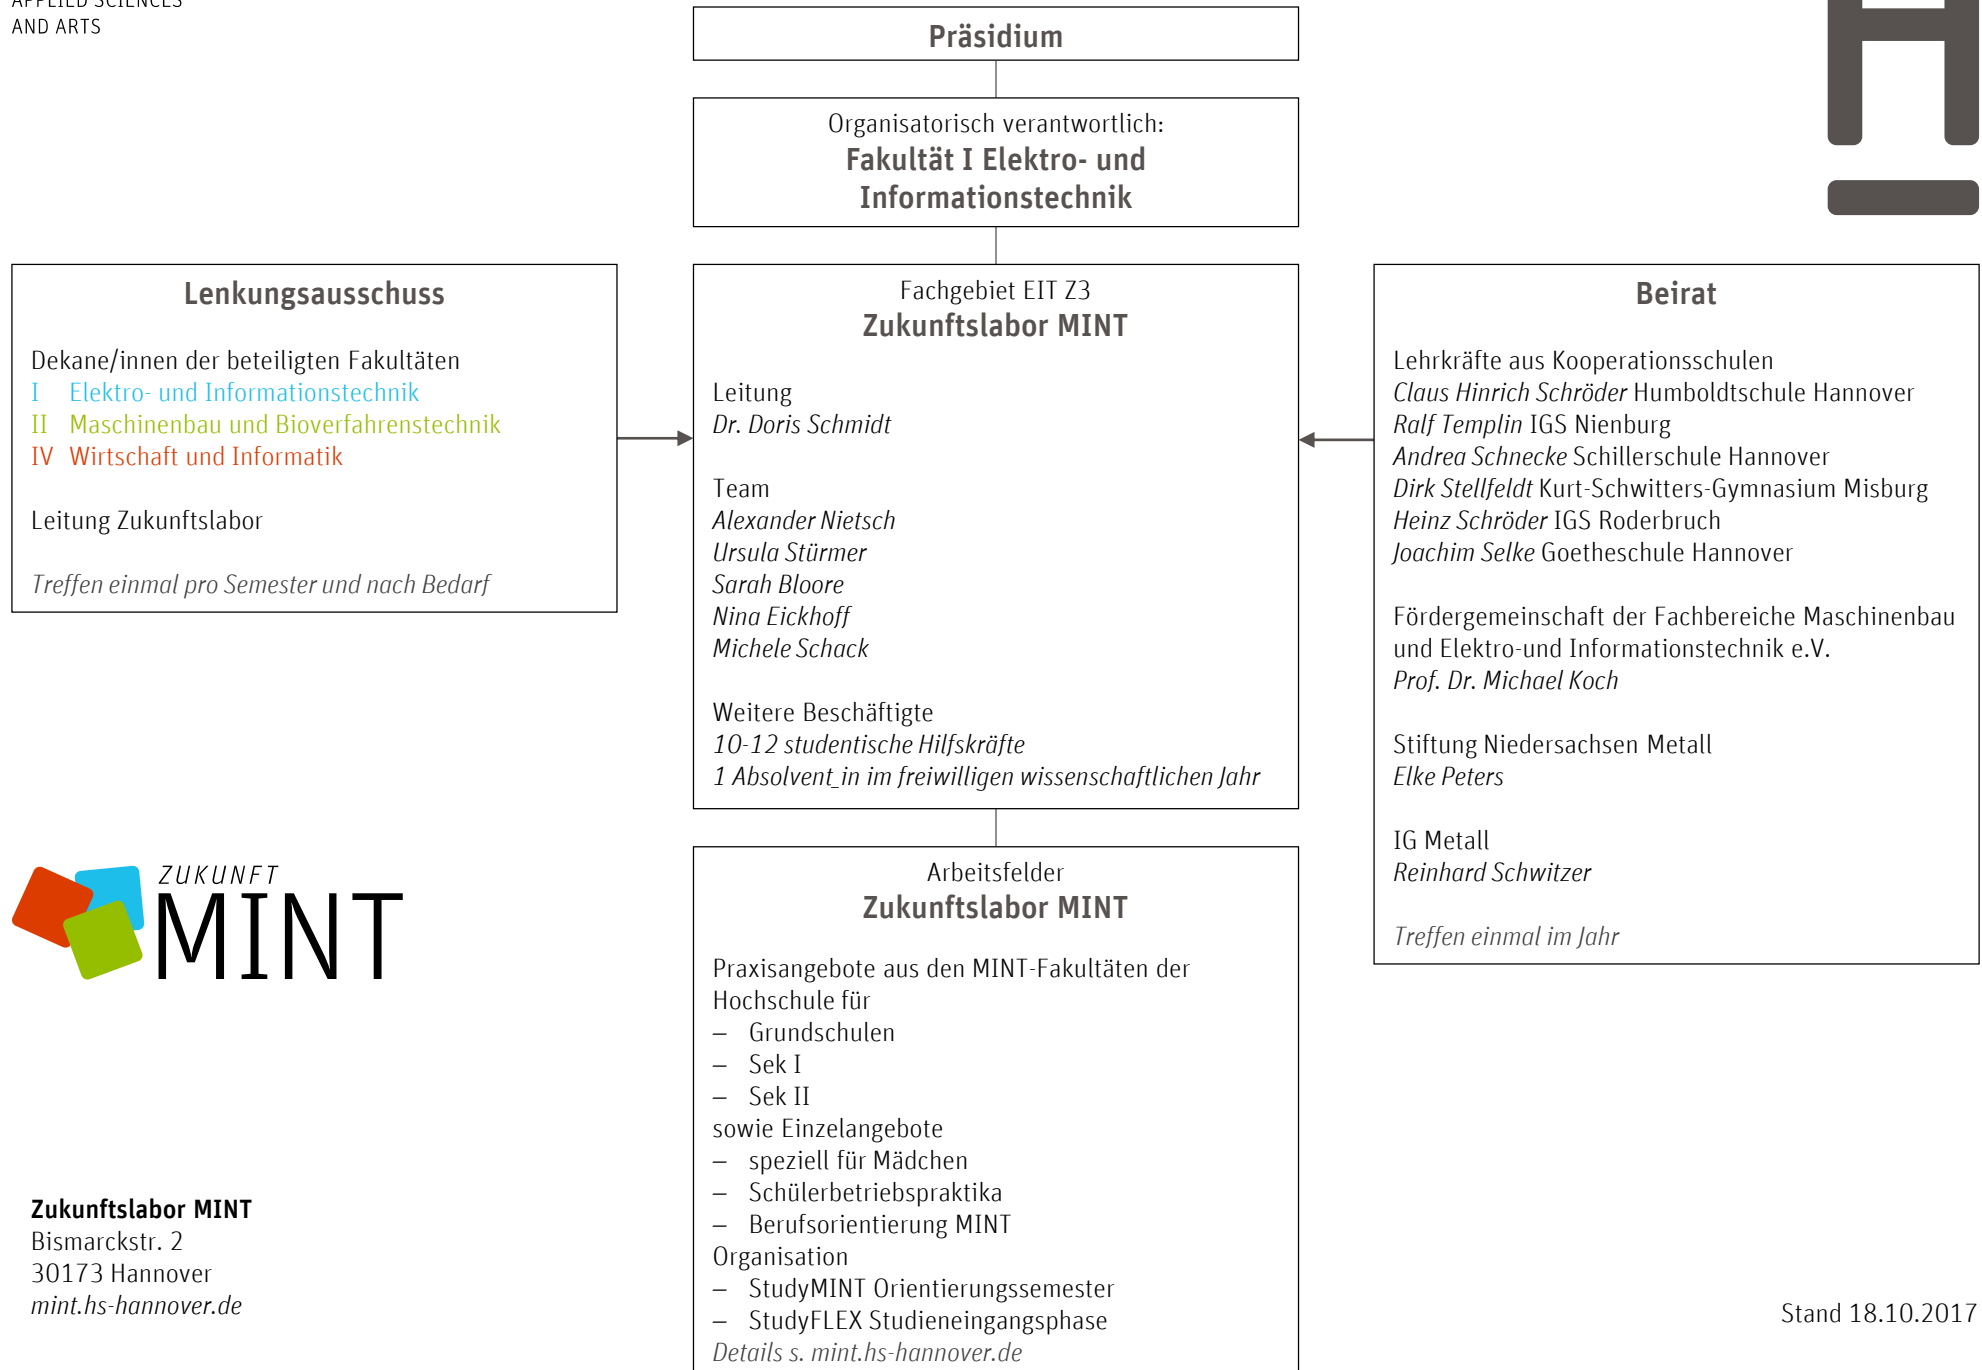 APPLIED SCIENCES
AND ARTS
Präsidium
Organisatorisch verantwortlich:
Fakultät I Elektro- und
Informationstechnik
Lenkungsausschuss
Dekane/innen der beteiligten Fakultäten
I Elektro- und Informationstechnik
II Maschinenbau und Bioverfahrenstechnik
IV Wirtschaft und Informatik
Leitung Zukunftslabor
Treffen einmal pro Semester und nach Bedarf
Fachgebiet EIT Z3
Zukunftslabor MINT
Leitung
Dr. Doris Schmidt
Team
Alexander Nietsch
Ursula Stürmer
Sarah Bloore
Nina Eickhoff
Michele Schack
Weitere Beschäftigte
10-12 studentische Hilfskräfte
1 Absolvent_in im freiwilligen wissenschaftlichen Jahr
Beirat
Lehrkräfte aus Kooperationsschulen
Claus Hinrich Schröder Humboldtschule Hannover
Ralf Templin IGS Nienburg
Andrea Schnecke Schillerschule Hannover
Dirk Stellfeldt Kurt-Schwitters-Gymnasium Misburg
Heinz Schröder IGS Roderbruch
Joachim Selke Goetheschule Hannover
Fördergemeinschaft der Fachbereiche Maschinenbau
und Elektro-und Informationstechnik e.V.
Prof. Dr. Michael Koch
Stiftung Niedersachsen Metall
Elke Peters
IG Metall
Reinhard Schwitzer
Treffen einmal im Jahr
ZUKUNFT
MINT
Arbeitsfelder
Zukunftslabor MINT
Praxisangebote aus den MINT-Fakultäten der
Hochschule für
– Grundschulen
– Sek I
– Sek II
sowie Einzelangebote
– speziell für Mädchen
– Schülerbetriebspraktika
– Berufsorientierung MINT
Organisation
– StudyMINT Orientierungssemester
– StudyFLEX Studieneingangsphase
Details s. mint.hs-hannover.de
Zukunftslabor MINT
Bismarckstr. 2
30173 Hannover
mint.hs-hannover.de
Stand 18.10.2017